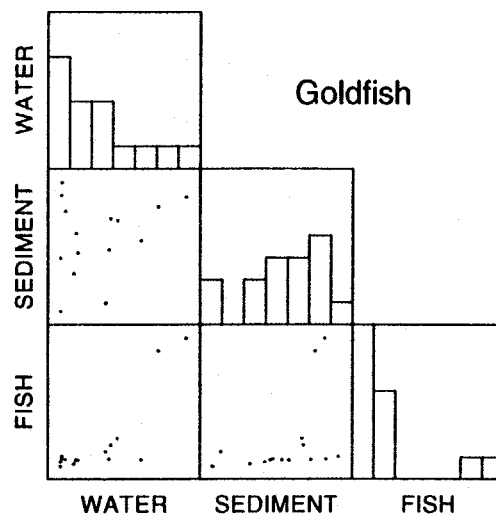 WATER
Goldfish
SEDIMENT
FISH
WATER SEDIMENT FISH